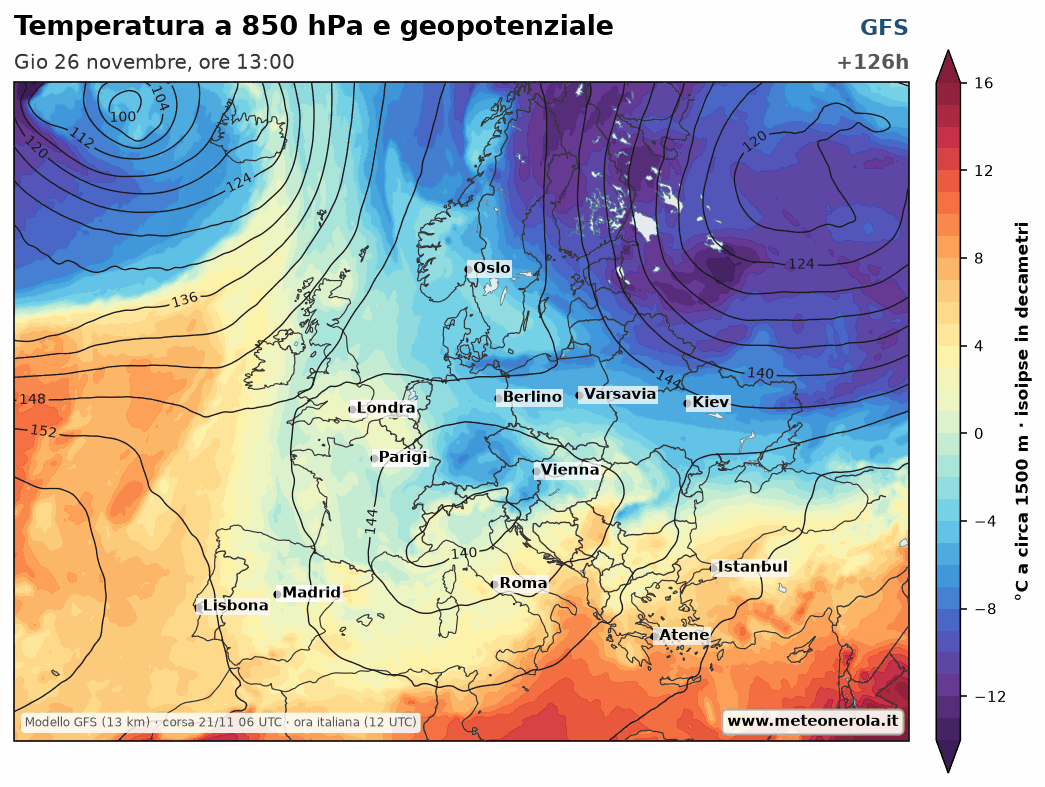 Temperatura a 850 hPa e geopotenziale
GFS
Gio 26 novembre, ore 13:00
+126h
100
104
112
120
124
136
148
152
120
124
140
144
144
140
Oslo
Londra
Berlino
Varsavia
Kiev
Parigi
Vienna
Istanbul
Roma
Madrid
Lisbona
Atene
Modello GFS (13 km) · corsa 21/11 06 UTC · ora italiana (12 UTC)
www.meteonerola.it
16
12
8
4
0
−4
−8
−12
°C a circa 1500 m · isoipse in decametri